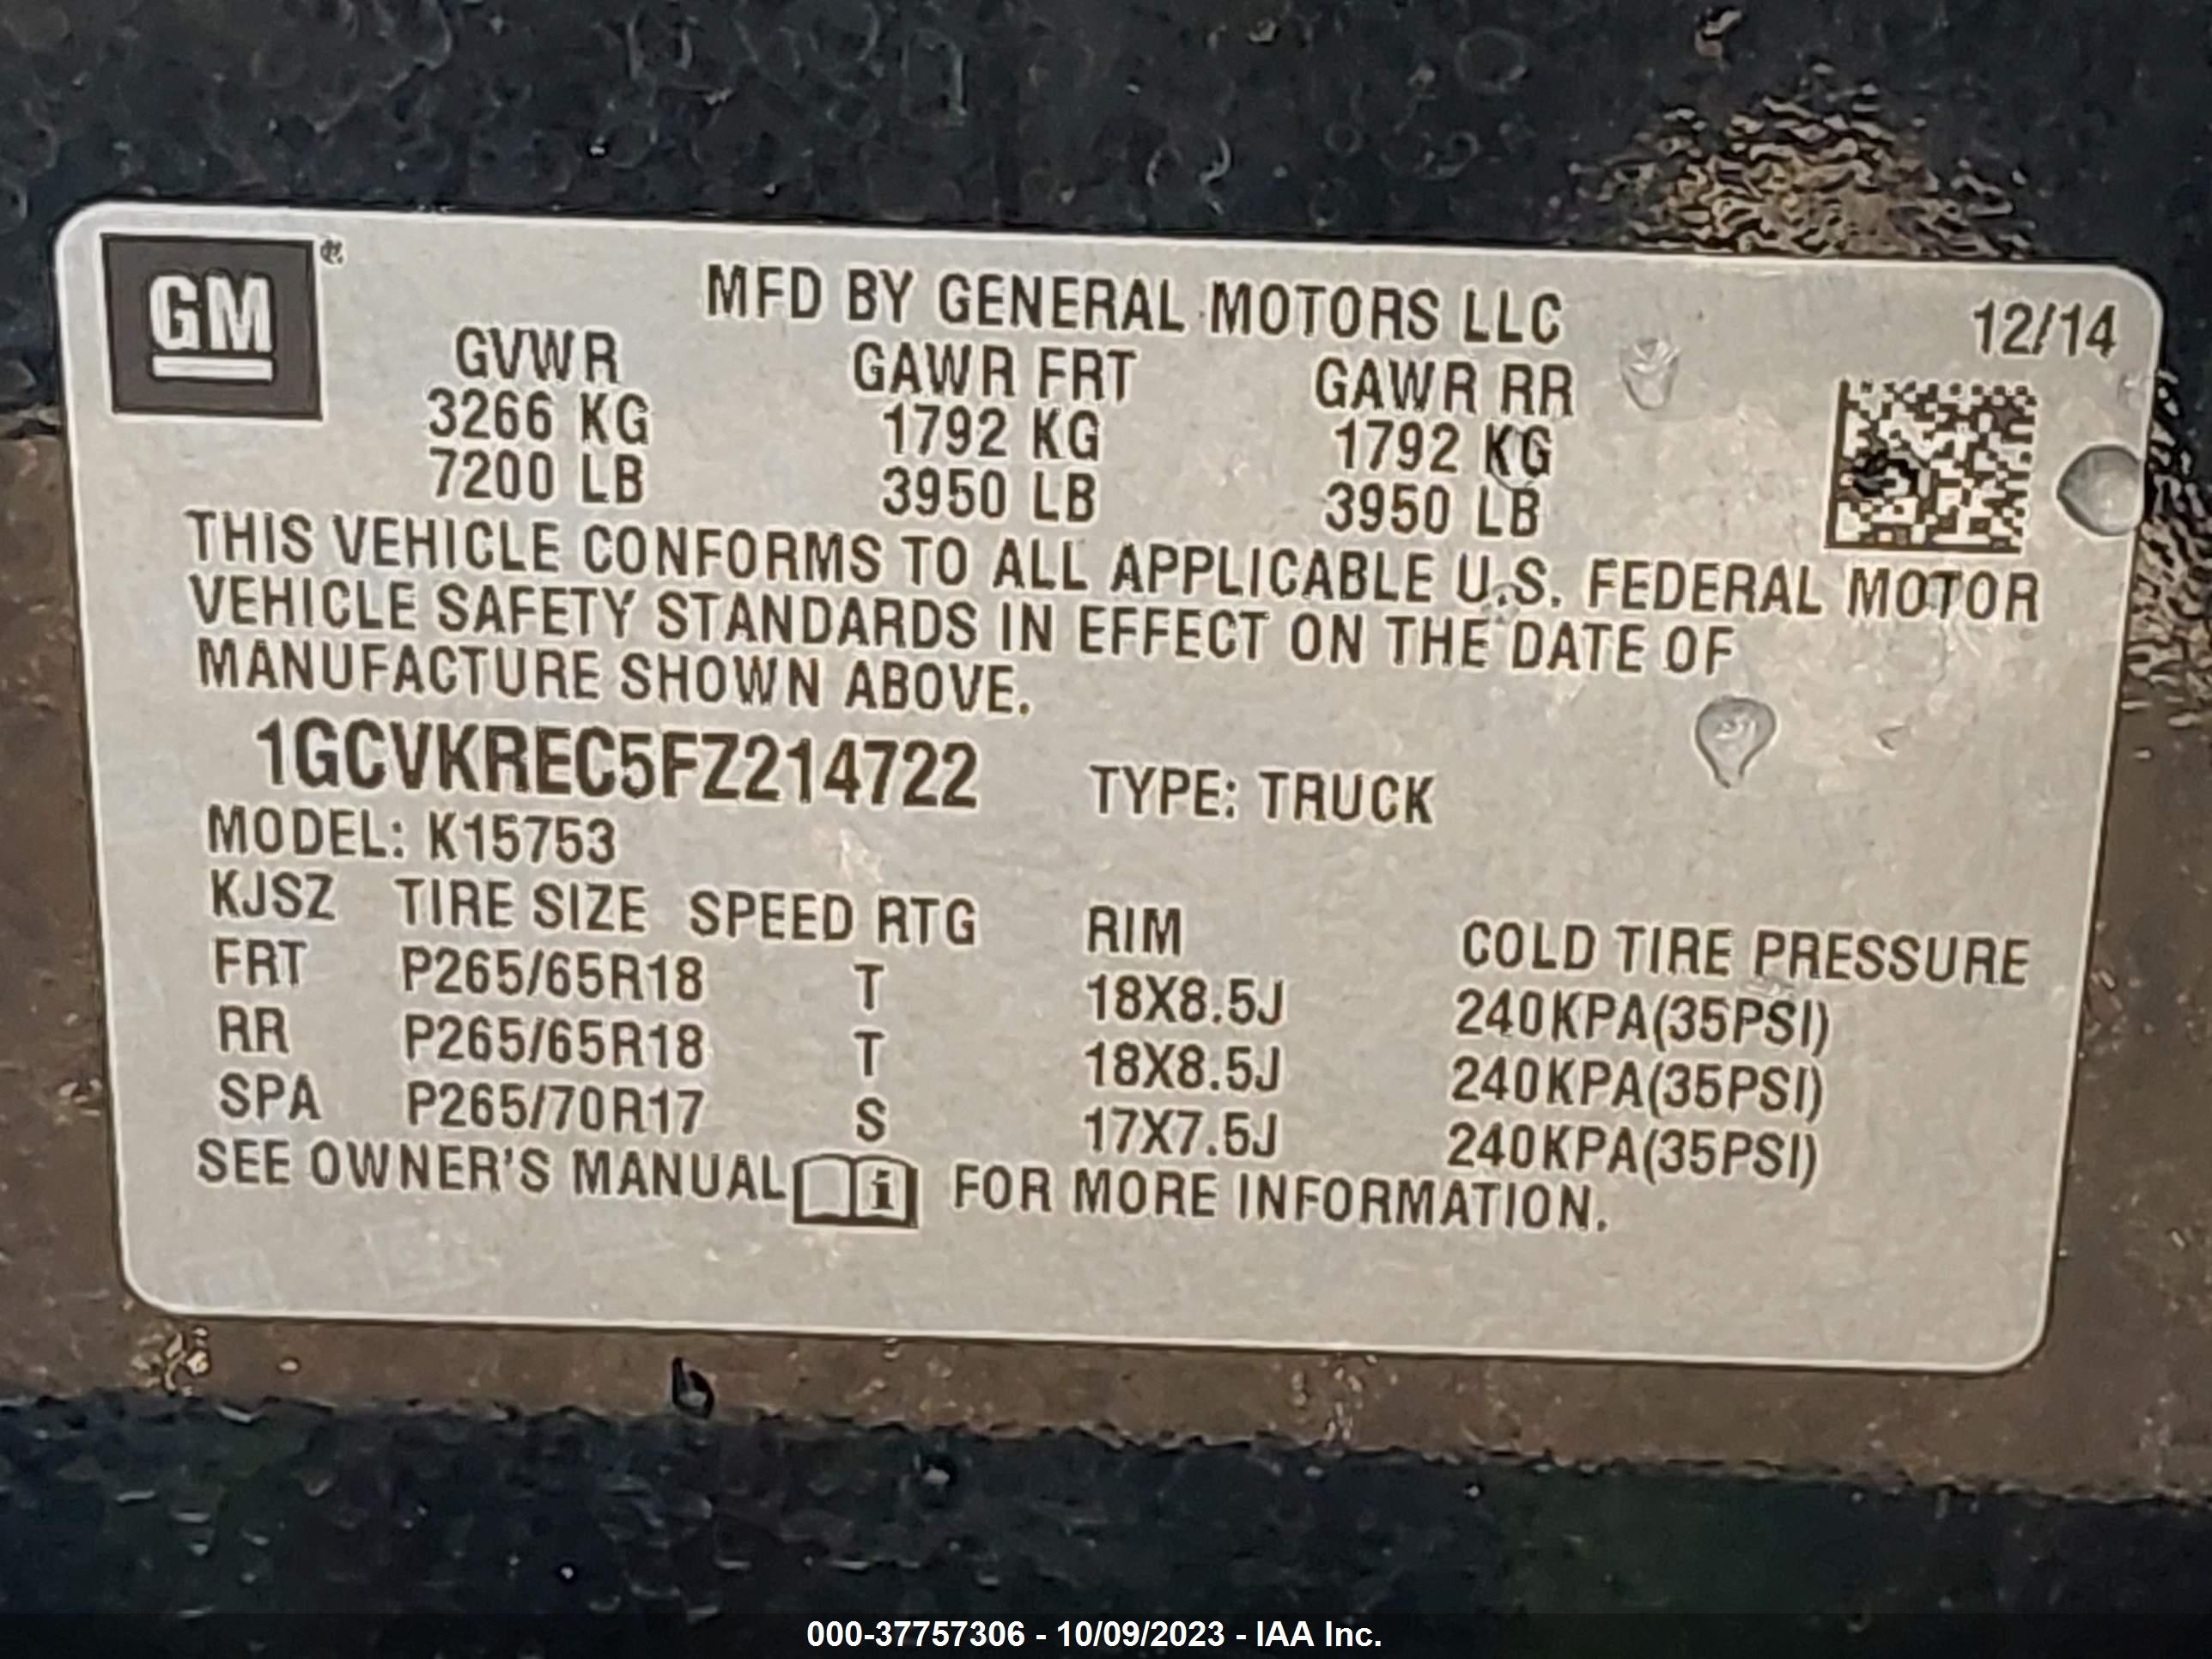 GM
MFD BY GENERAL MOTORS LLC 12/14
GVWR GAWR FRT GAWR RR
3266 KG 1792 KG 1792 KG
7200 LB 3950 LB 3950 LB
THIS VEHICLE CONFORMS TO ALL APPLICABLE U.S. FEDERAL MOTOR
VEHICLE SAFETY STANDARDS IN EFFECT ON THE DATE OF
MANUFACTURE SHOWN ABOVE.
1GCVKREC5FZ214722 TYPE: TRUCK
MODEL: K15753
KJSZ TIRE SIZE SPEED RTG RIM COLD TIRE PRESSURE
FRT P265/65R18 T 18X8.5J 240KPA(35PSI)
RR P265/65R18 T 18X8.5J 240KPA(35PSI)
SPA P265/70R17 S 17X7.5J 240KPA(35PSI)
SEE OWNER'S MANUAL i FOR MORE INFORMATION.
000-37757306 - 10/09/2023 - IAA Inc.